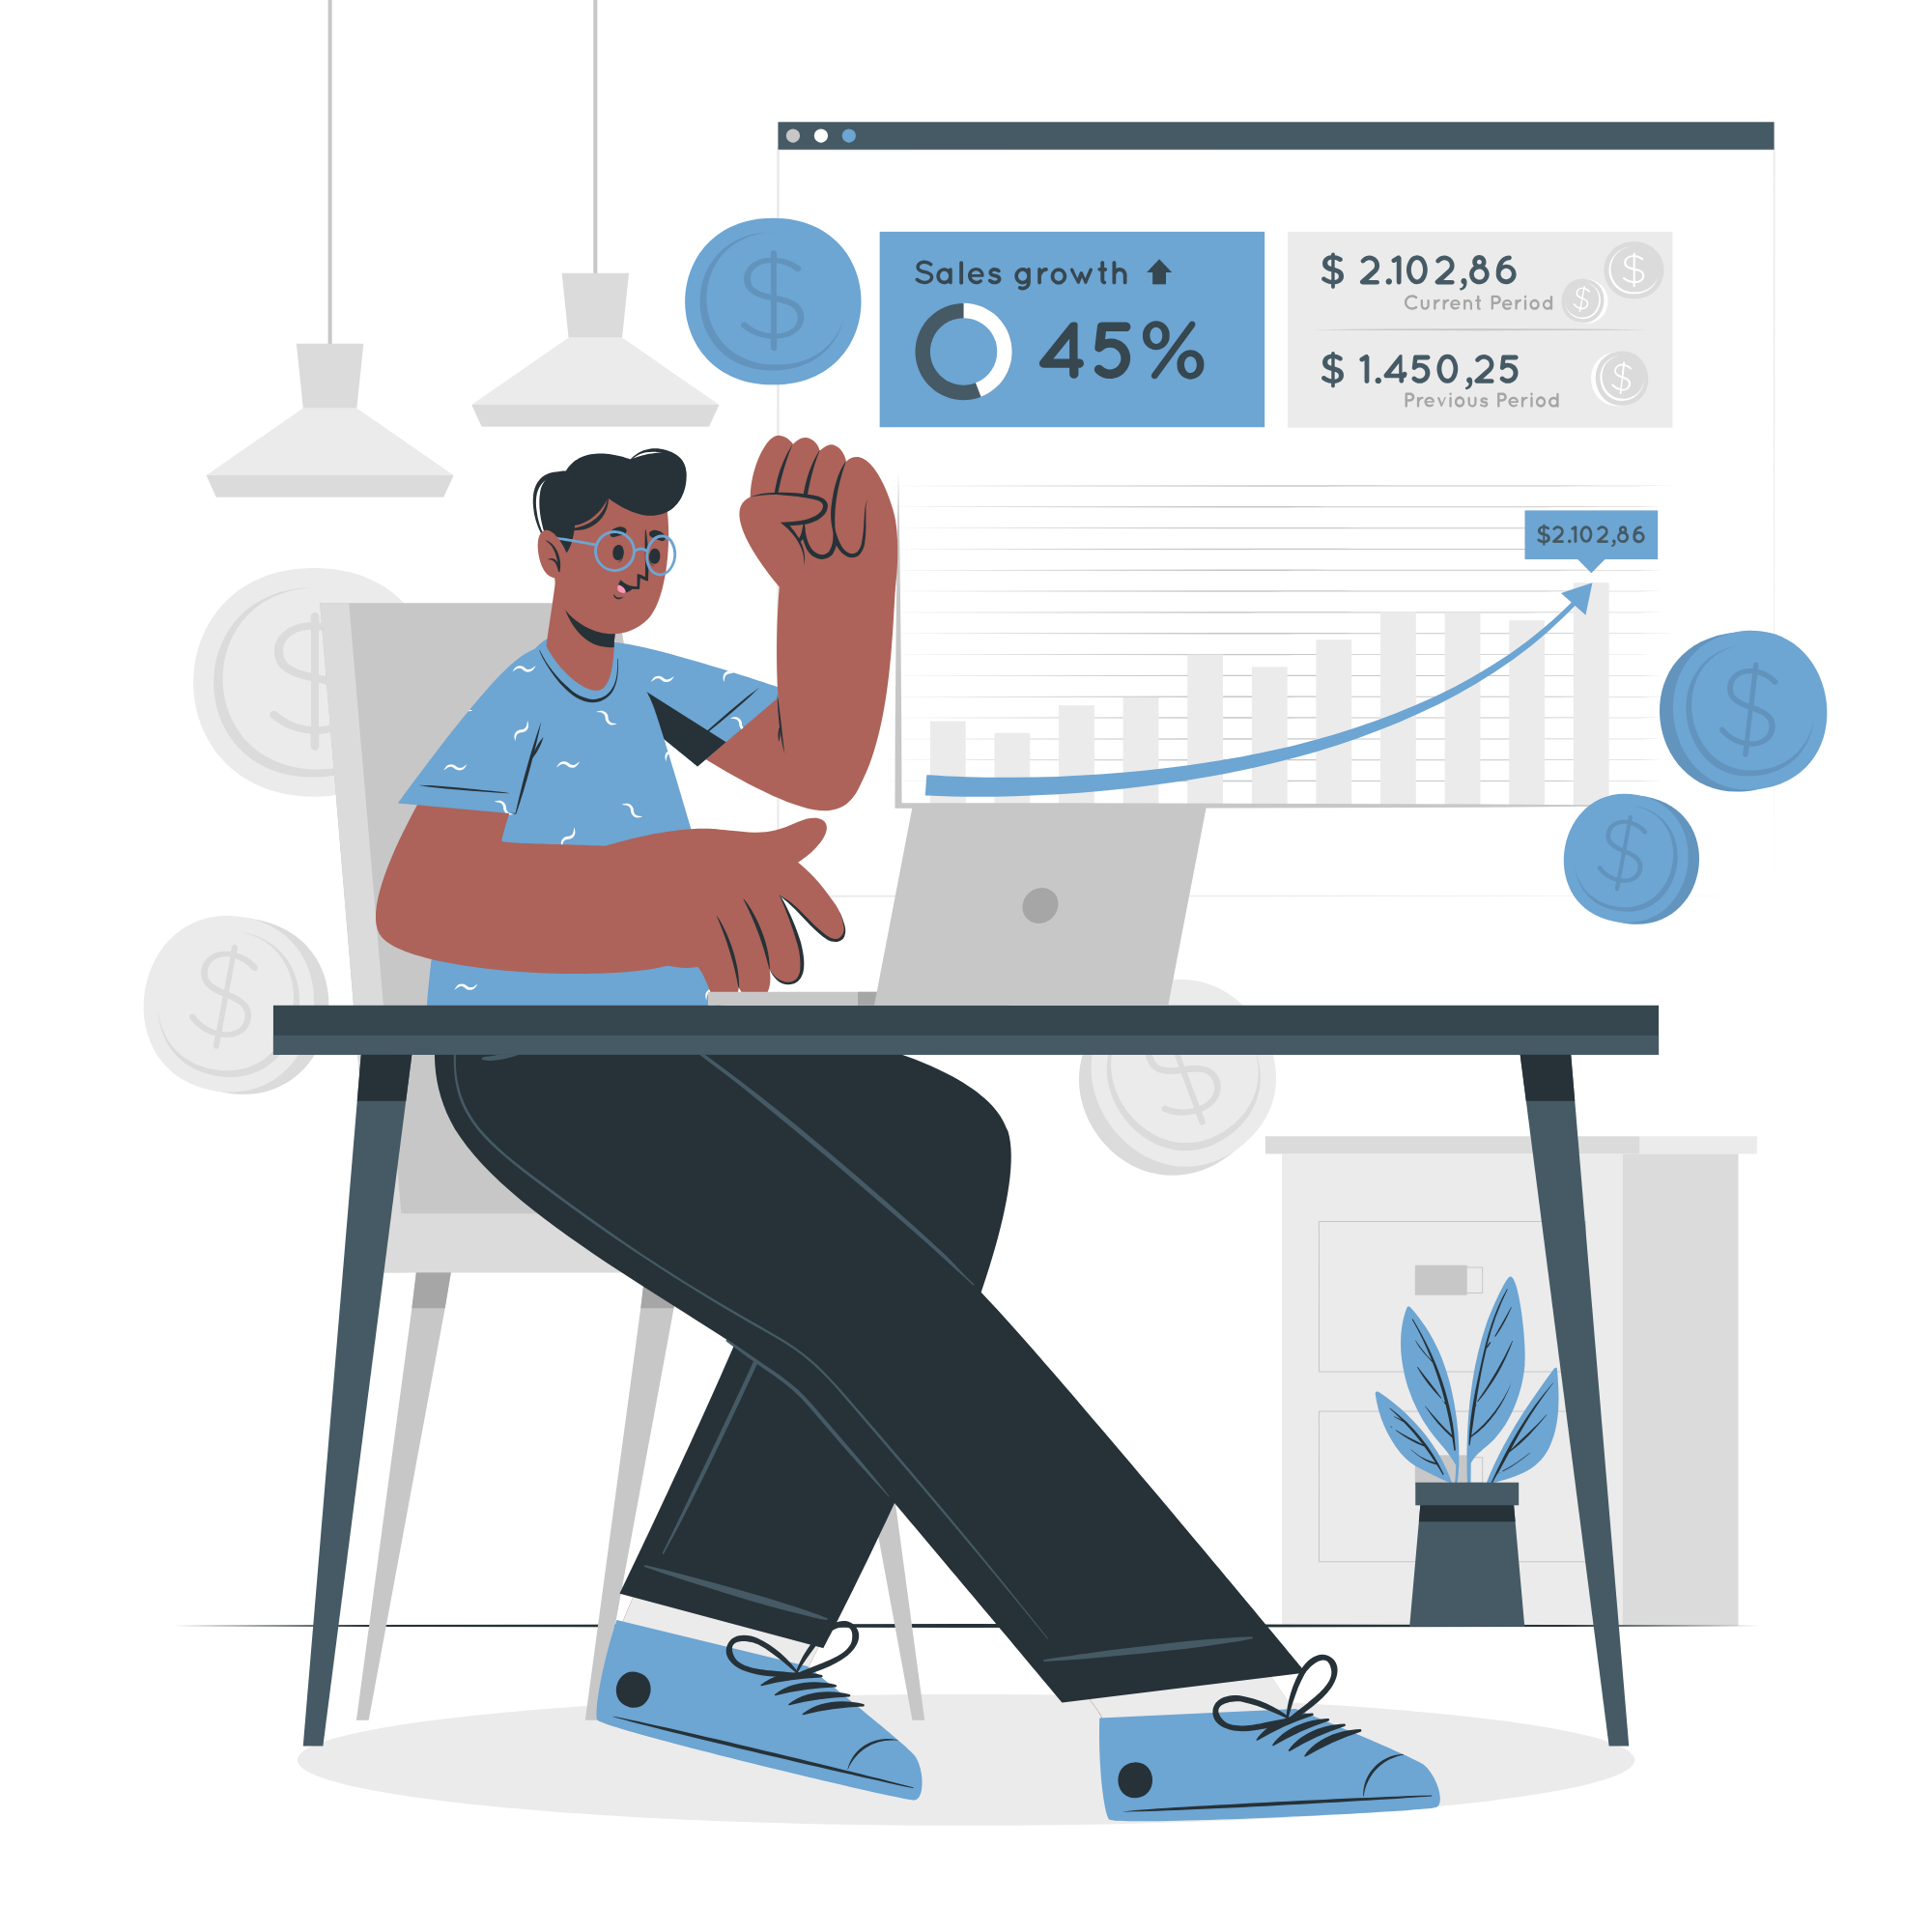 Sales growth
45%
$ 2.102,86
Current Period
$ 1.450,25
Previous Period
$2.102,86